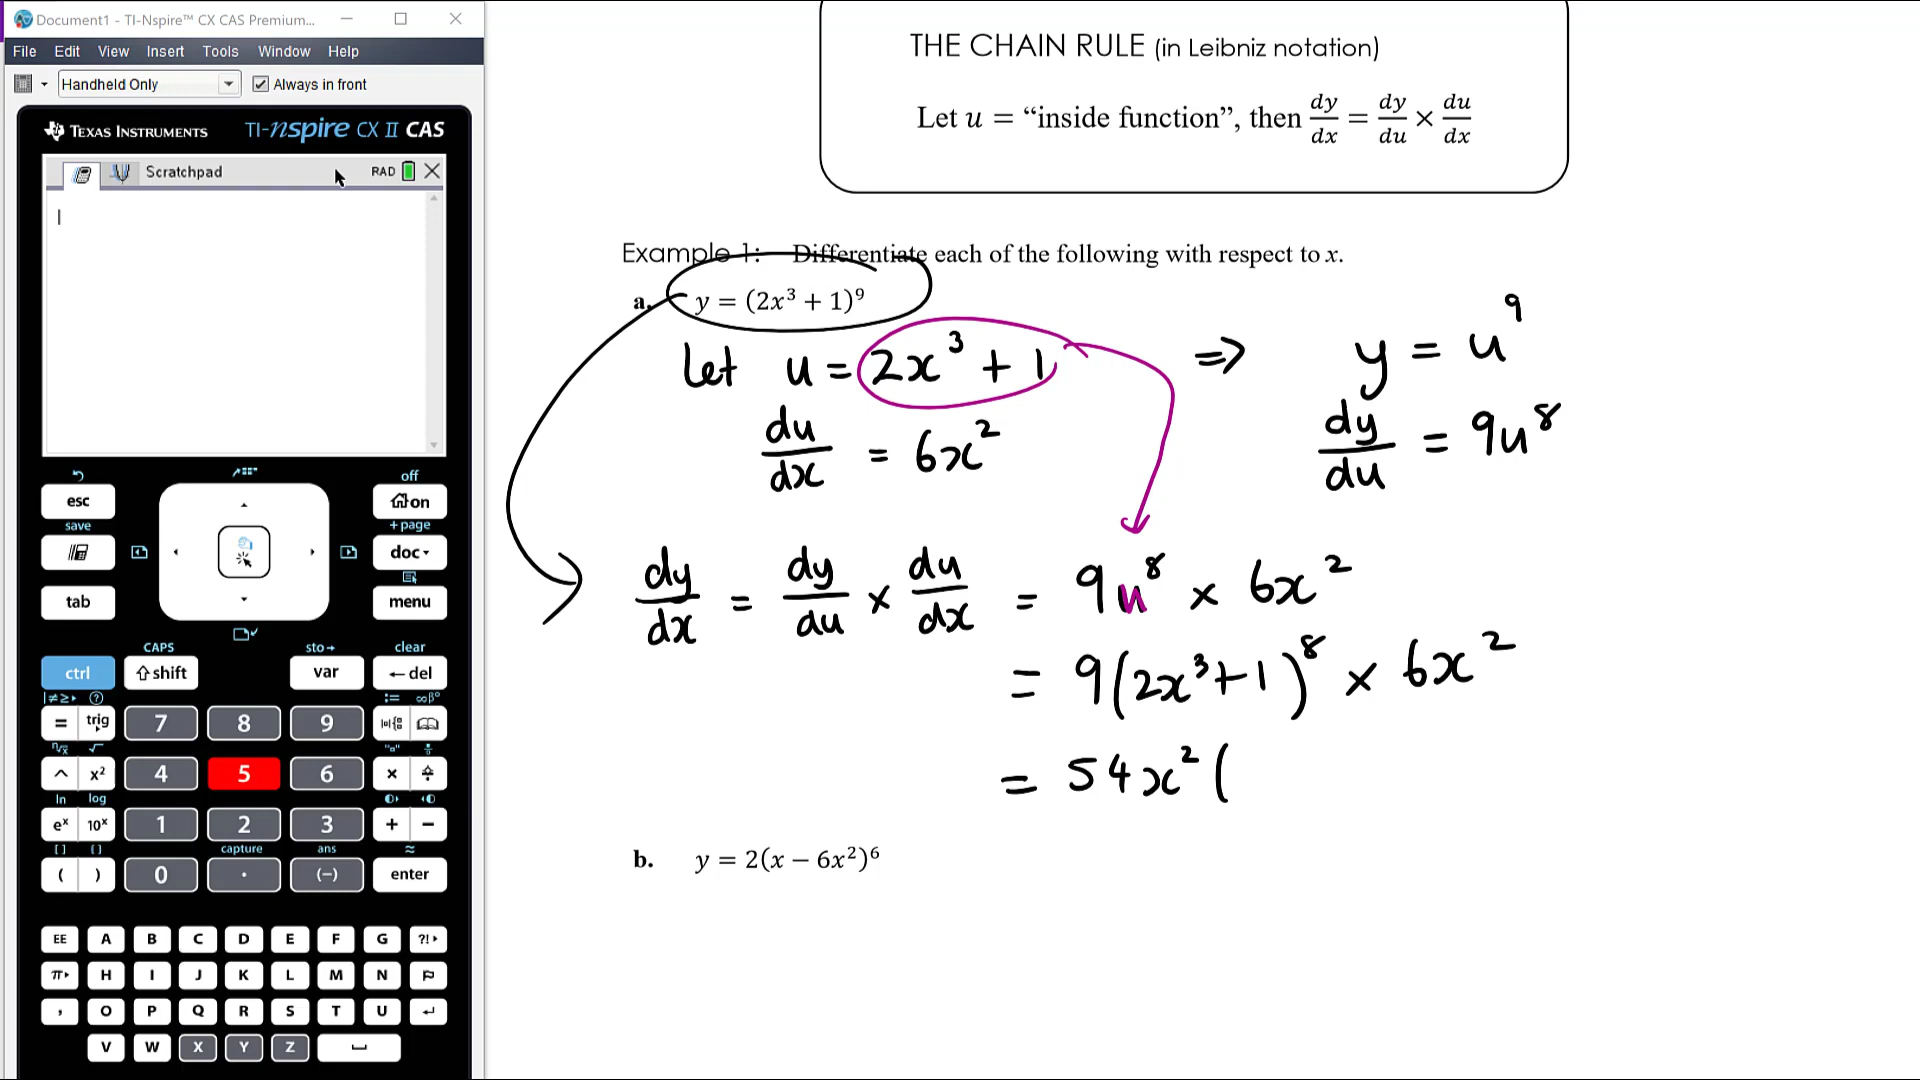 Document1 - TI-Nspire™ CX CAS Premium...
File Edit View Insert Tools Window Help
Handheld Only Always in front
TEXAS INSTRUMENTS TI-nspire CX II CAS
Scratchpad RAD
off
esc on
save + page
doc
tab menu
CAPS sto→ clear
ctrl ⇧shift var ←del
|≠≥▸ ? := ∞β°
= trig 7 8 9
ⁿ√x √ "▫"
^ x² 4 5 6 × ÷
ln log
eˣ 10ˣ 1 2 3 + −
[ ] { } capture ans ≈
( ) 0 . (−) enter
EE A B C D E F G ?!▸
π▸ H I J K L M N
, O P Q R S T U ↵
V W X Y Z
THE CHAIN RULE (in Leibniz notation)
Let u = “inside function”, then dy/dx = dy/du × du/dx
Example 1: Differentiate each of the following with respect to x.
a. y = (2x³ + 1)⁹
Let u = 2x³ + 1 ⇒ y = u⁹
du/dx = 6x² dy/du = 9u⁸
dy/dx = dy/du × du/dx = 9u⁸ × 6x²
= 9(2x³+1)⁸ × 6x²
= 54x² (
b. y = 2(x − 6x²)⁶